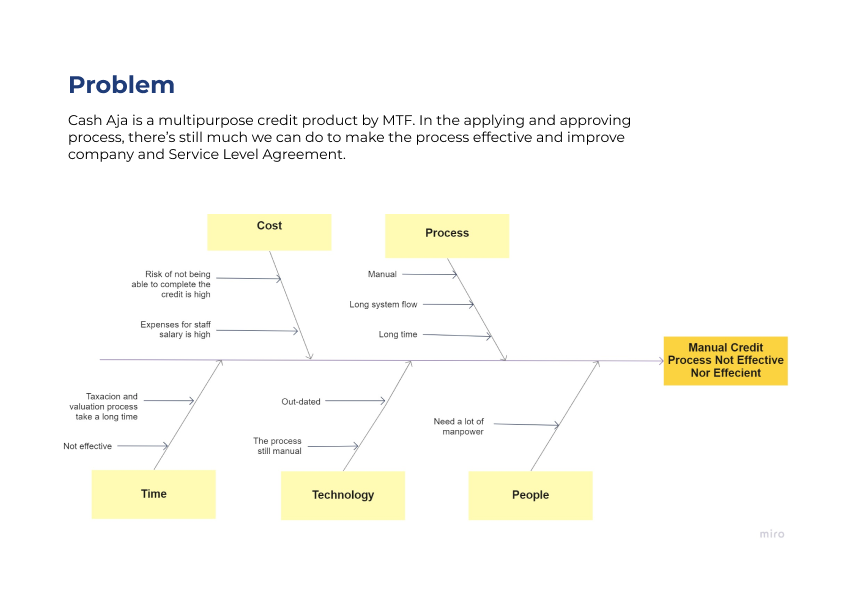 Problem
Cash Aja is a multipurpose credit product by MTF. In the applying and approving
process, there's still much we can do to make the process effective and improve
company and Service Level Agreement.
Cost
Process
Risk of not being
able to complete the
credit is high
Expenses for staff
salary is high
Manual
Long system flow
Long time
Manual Credit
Process Not Effective
Nor Effecient
Taxacion and
valuation process
take a long time
Not effective
Out-dated
The process
still manual
Need a lot of
manpower
Time
Technology
People
miro